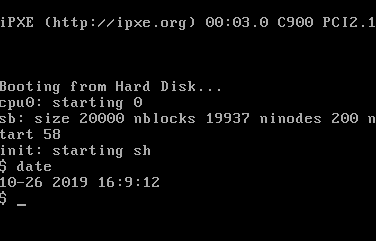 iPXE (http://ipxe.org) 00:03.0 C900 PCI2.1
Booting from Hard Disk...
cpu0: starting 0
sb: size 20000 nblocks 19937 ninodes 200 n
tart 58
init: starting sh
$ date
10-26 2019 16:9:12
$ _